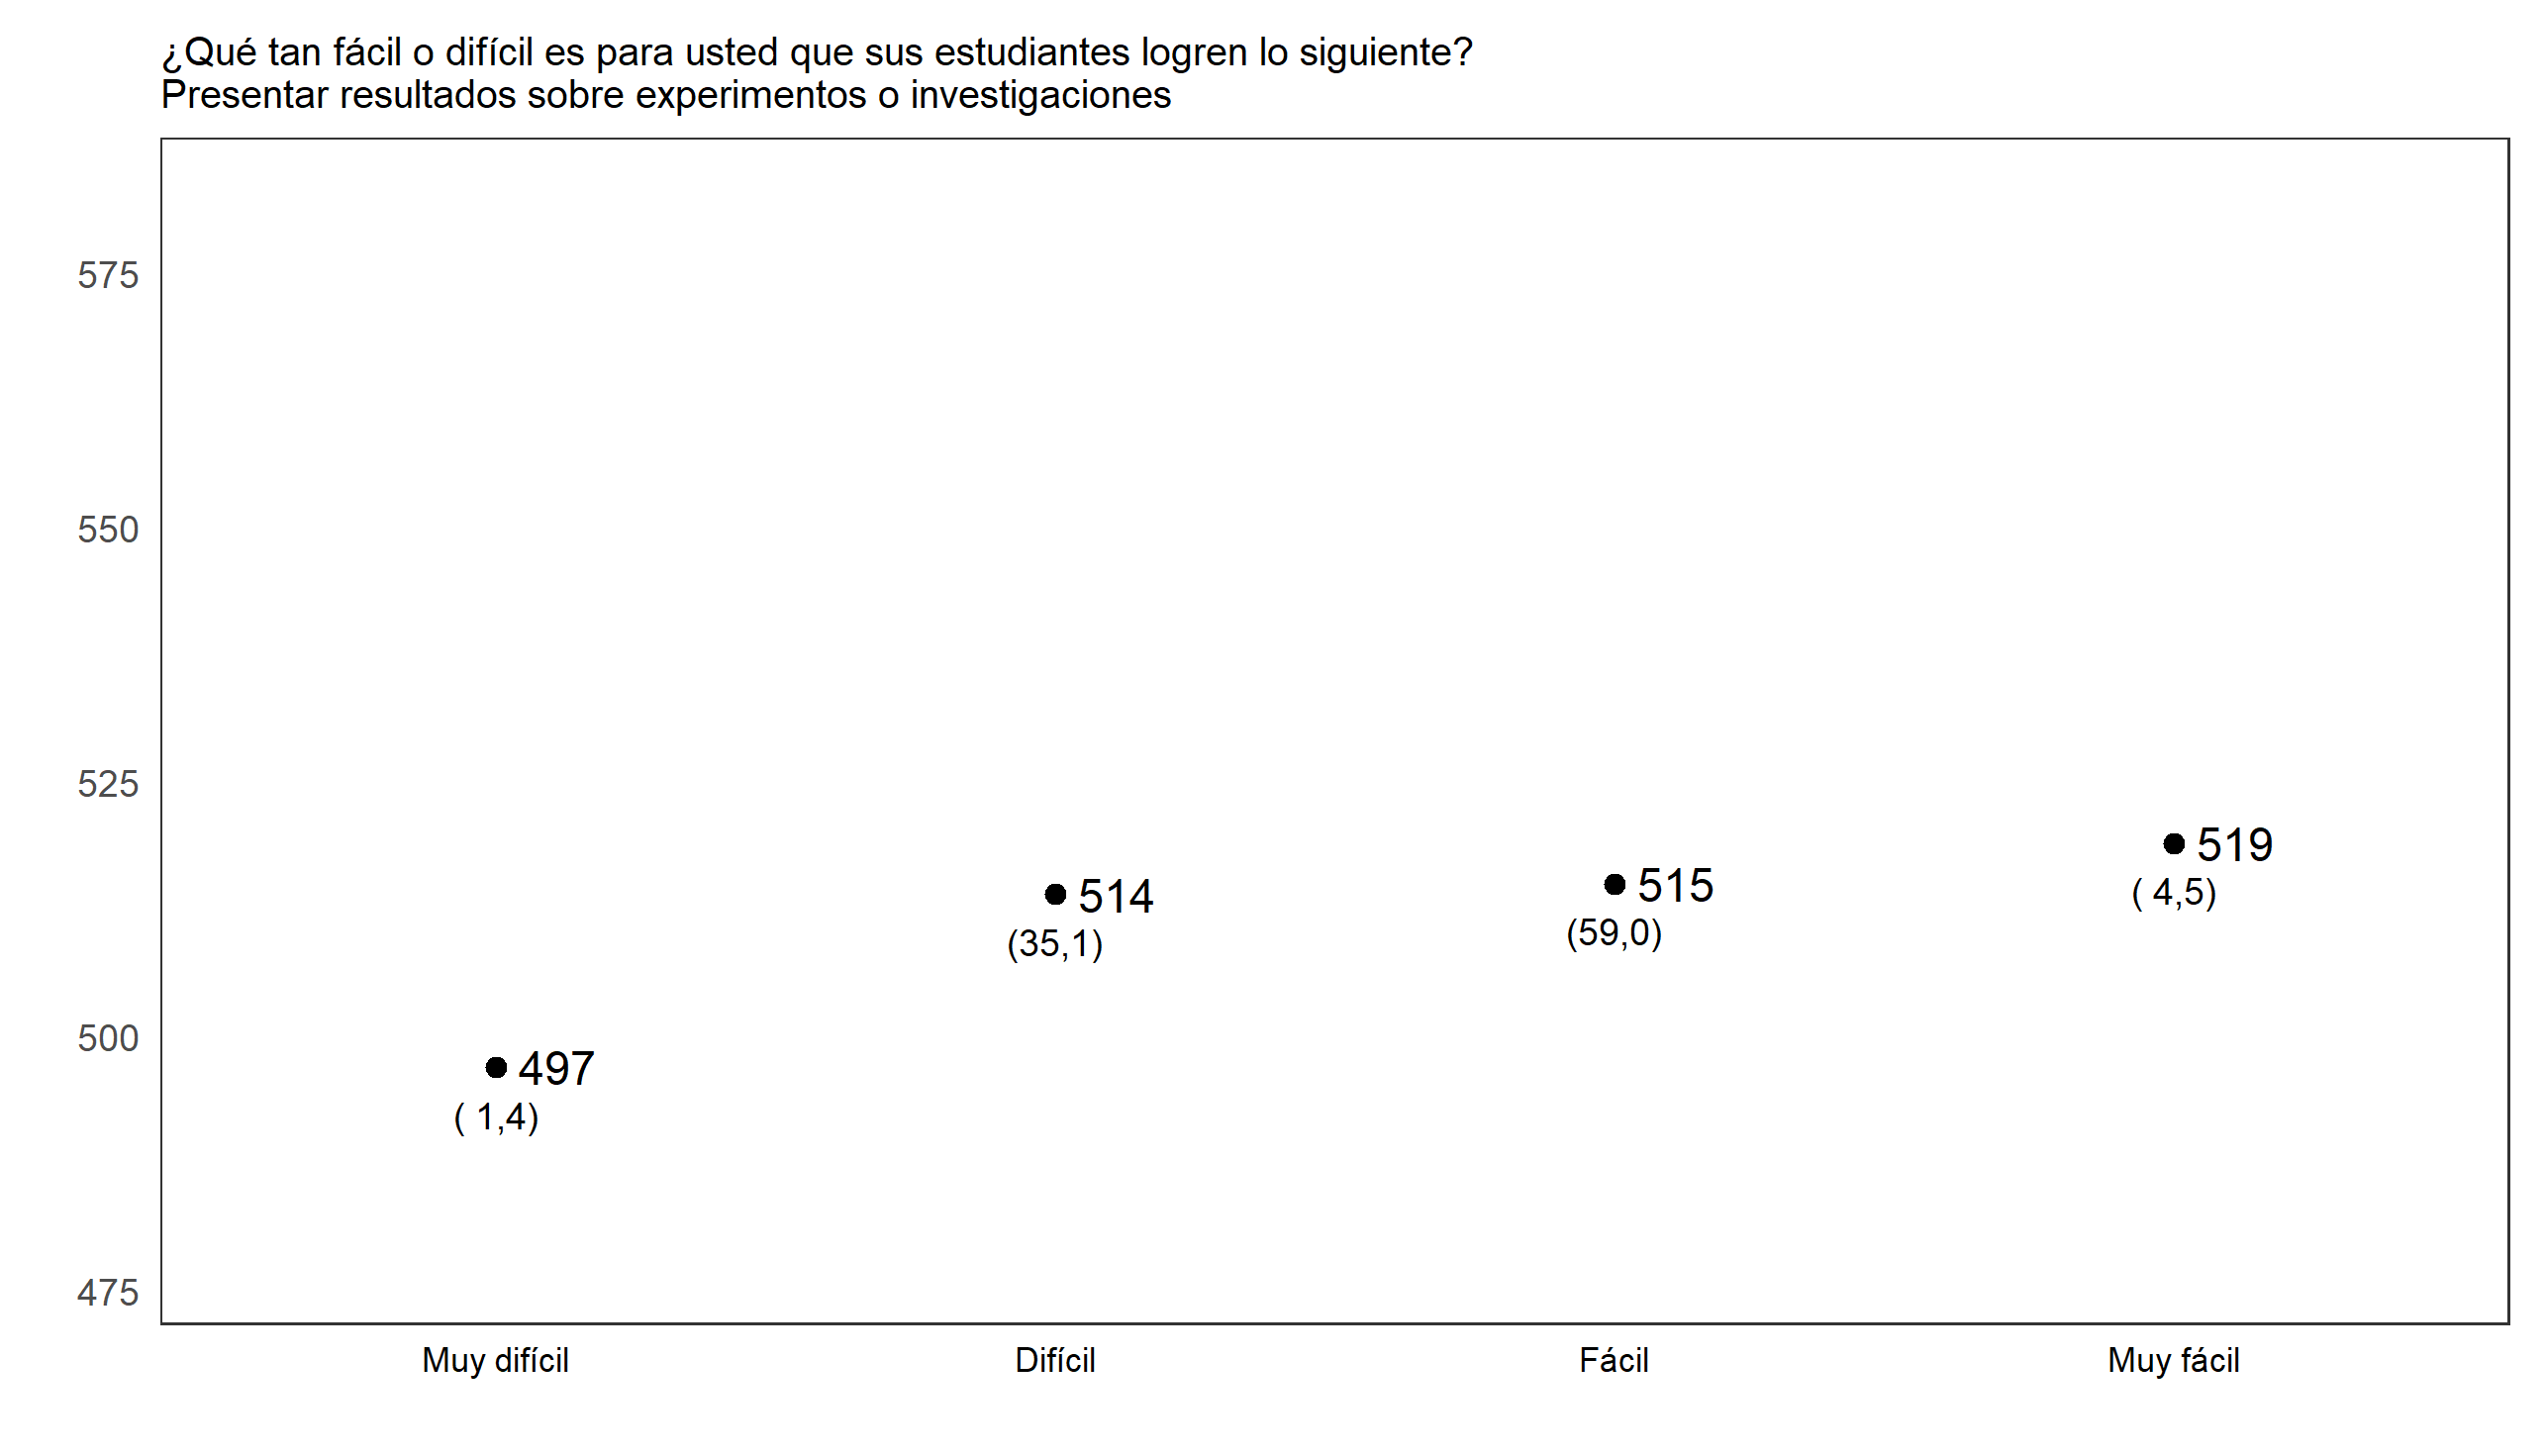 ¿Qué tan fácil o difícil es para usted que sus estudiantes logren lo siguiente?
Presentar resultados sobre experimentos o investigaciones
575
550
525
500
475
497
( 1,4)
514
(35,1)
515
(59,0)
519
( 4,5)
Muy difícil
Difícil
Fácil
Muy fácil